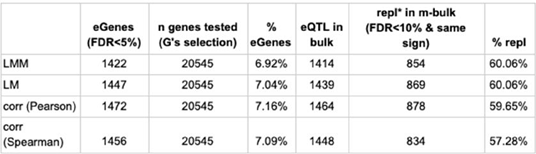 eGenes (FDR<5%) n genes tested (G's selection) % eGenes eQTL in bulk repl* in m-bulk (FDR<10% & same sign) % repl
LMM 1422 20545 6.92% 1414 854 60.06%
LM 1447 20545 7.04% 1439 869 60.06%
corr (Pearson) 1472 20545 7.16% 1464 878 59.65%
corr (Spearman) 1456 20545 7.09% 1448 834 57.28%